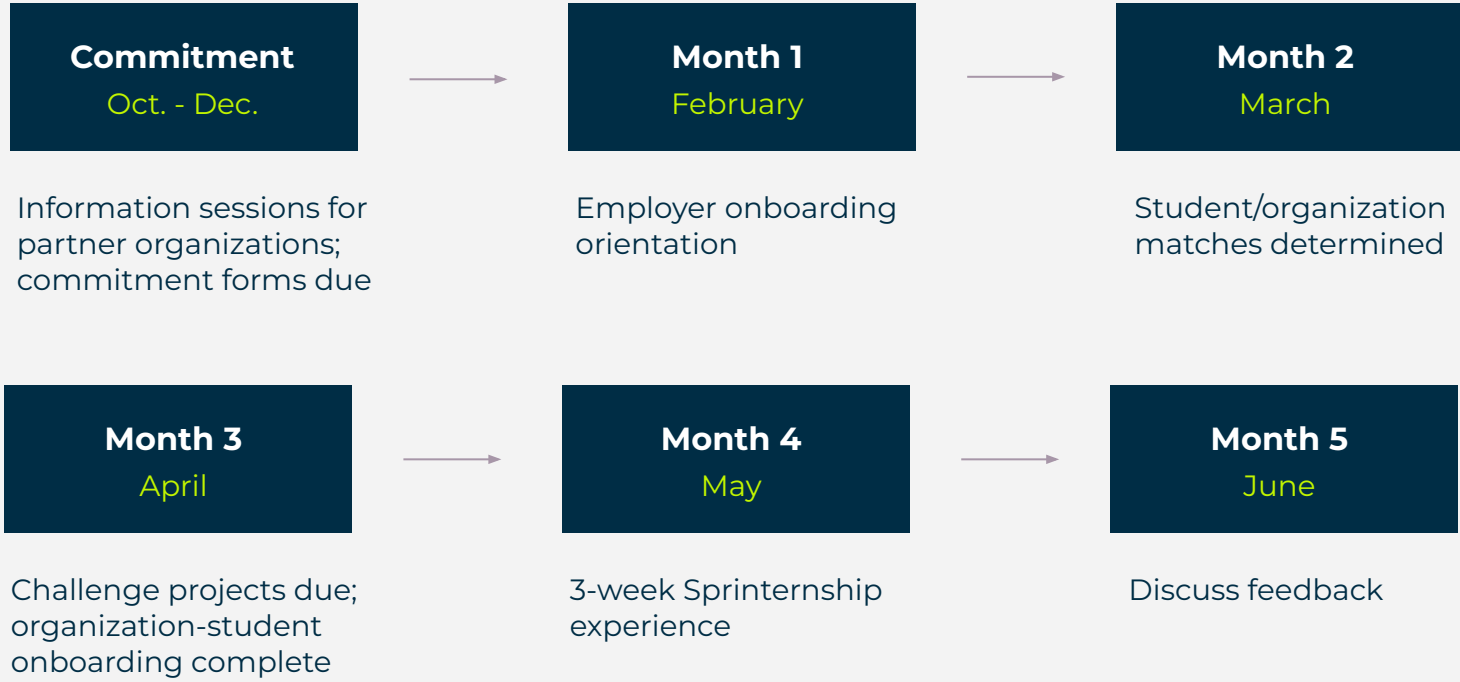 Commitment
Oct. - Dec.
Information sessions for
partner organizations;
commitment forms due
Month 1
February
Employer onboarding
orientation
Month 2
March
Student/organization
matches determined
Month 3
April
Challenge projects due;
organization-student
onboarding complete
Month 4
May
3-week Sprinternship
experience
Month 5
June
Discuss feedback